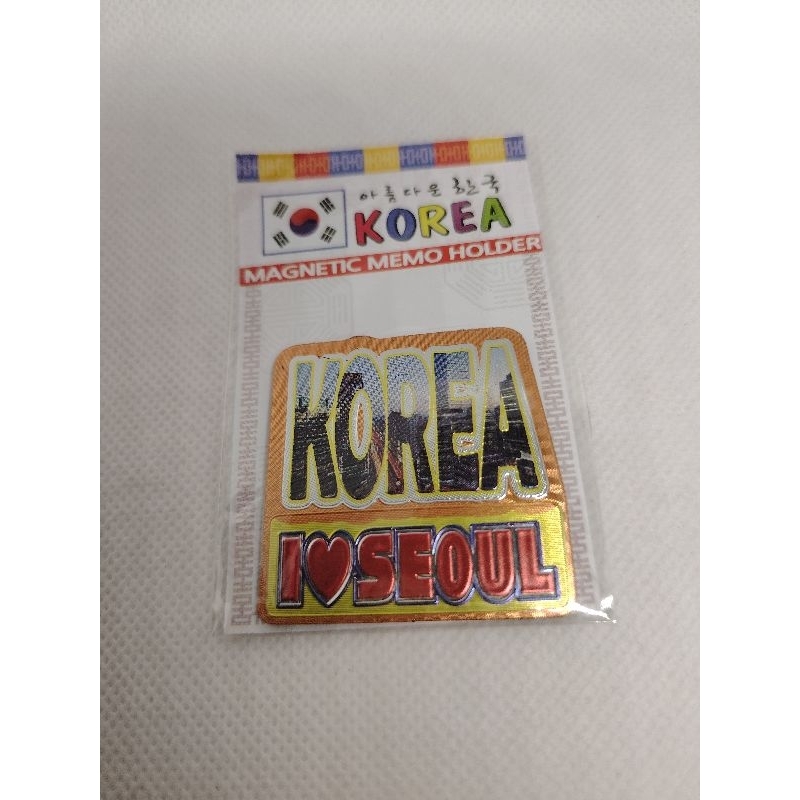 아름다운 한국
KOREA
MAGNETIC MEMO HOLDER
KOREA
I♥SEOUL